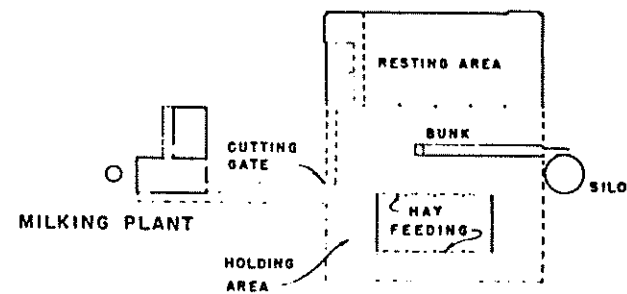 RESTING AREA
BUNK
CUTTING
GATE
SILO
MILKING PLANT
HAY
FEEDING
HOLDING
AREA